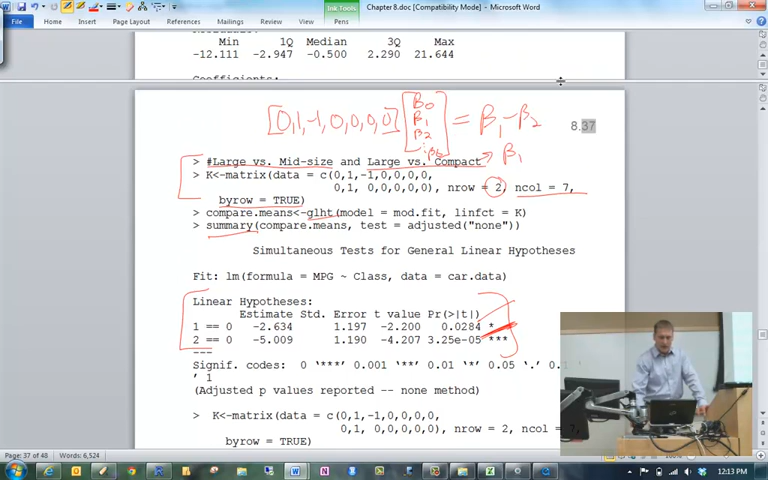 Ink Tools
Chapter 8.docx [Compatibility Mode] - Microsoft Word
File Home Insert Page Layout References Mailings Review View Pens
Min 1Q Median 3Q Max
-12.111 -2.947 -0.500 2.290 21.644
Coefficients:
8.37
[0,1,-1,0,0,0,0] [β0 β1 β2 ⋮ β6] = β1-β2
> #Large vs. Mid-size and Large vs. Compact → β1
> K<-matrix(data = c(0,1,-1,0,0,0,0,
0,1, 0,0,0,0,0), nrow = 2, ncol = 7,
byrow = TRUE)
> compare.means<-glht(model = mod.fit, linfct = K)
> summary(compare.means, test = adjusted("none"))
Simultaneous Tests for General Linear Hypotheses
Fit: lm(formula = MPG ~ Class, data = car.data)
Linear Hypotheses:
Estimate Std. Error t value Pr(>|t|)
1 == 0 -2.634 1.197 -2.200 0.0284 *
2 == 0 -5.009 1.190 -4.207 3.25e-05 ***
---
Signif. codes: 0 '***' 0.001 '**' 0.01 '*' 0.05 '.' 0.1
' 1
(Adjusted p values reported -- none method)
> K<-matrix(data = c(0,1,-1,0,0,0,0,
0,1, 0,0,0,0,0), nrow = 2, ncol = 7,
byrow = TRUE)
Page: 37 of 48 Words: 6,524
12:13 PM